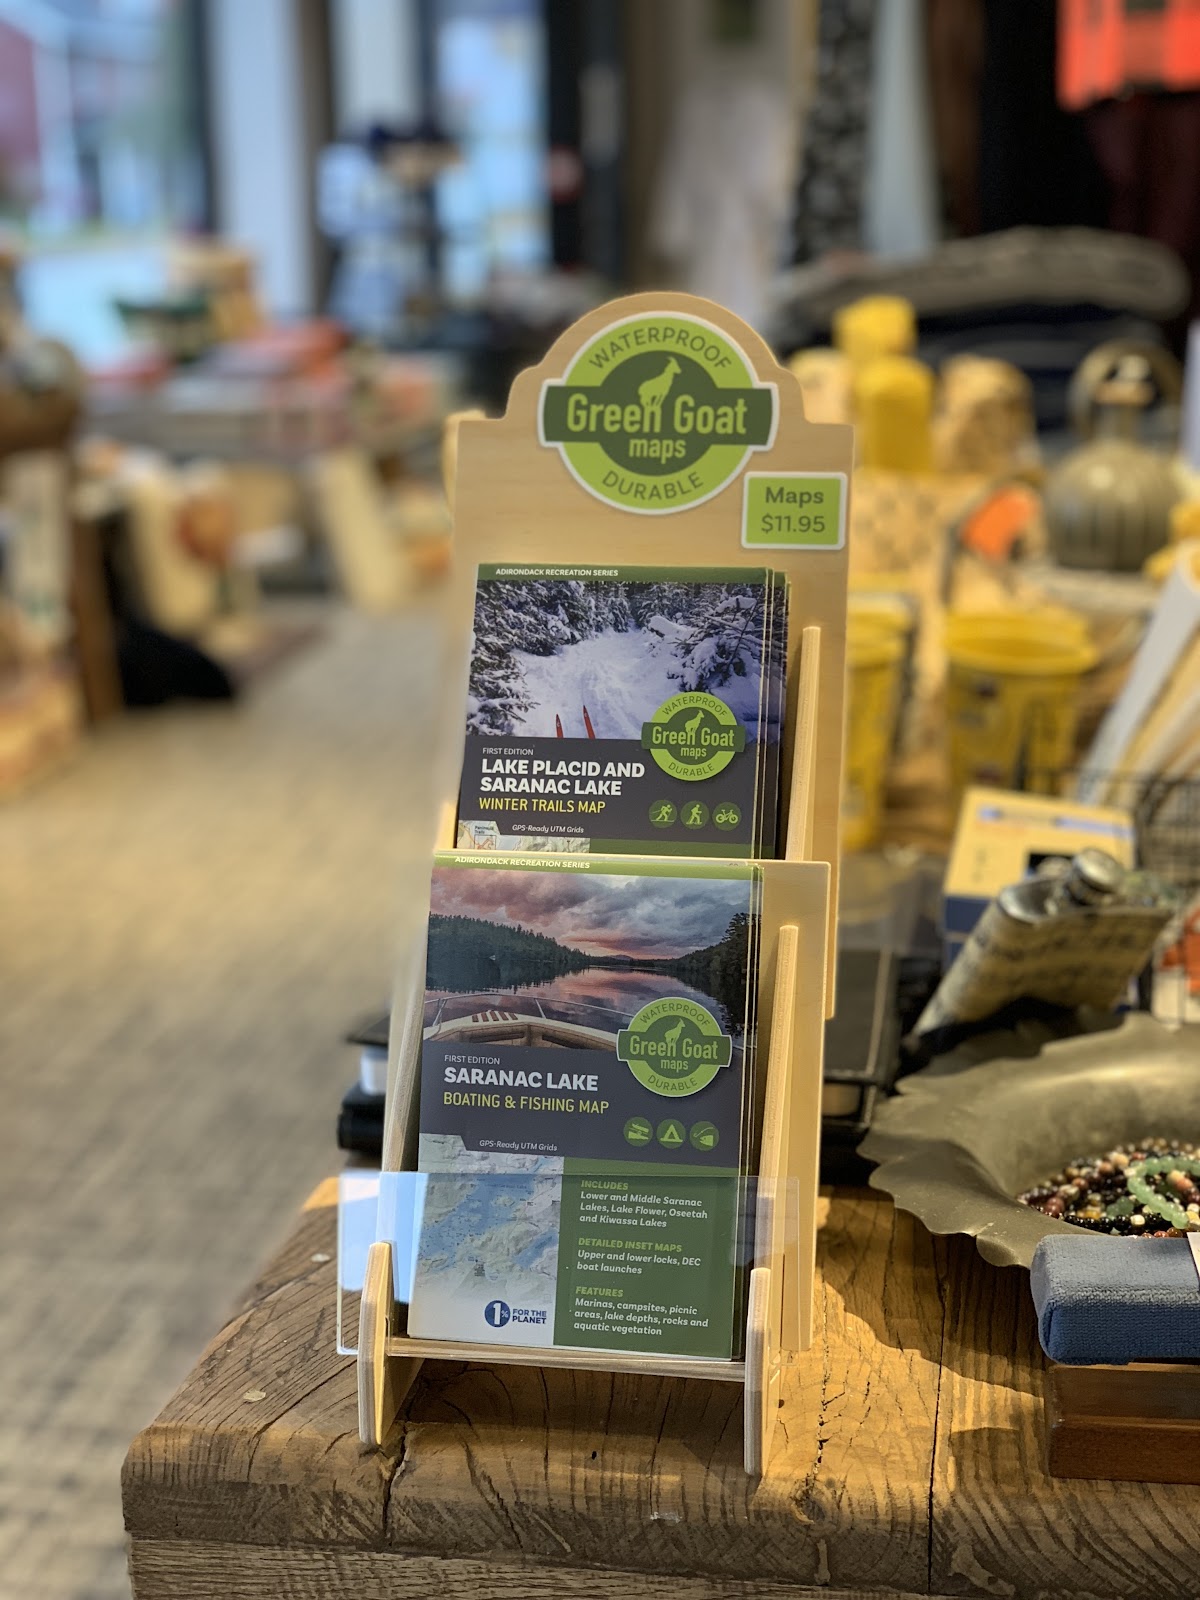 WATERPROOF
Green Goat
maps
DURABLE
Maps
$11.95
ADIRONDACK RECREATION SERIES
WATERPROOF
Green Goat
maps
DURABLE
FIRST EDITION
LAKE PLACID AND
SARANAC LAKE
WINTER TRAILS MAP
GPS-Ready UTM Grids
ADIRONDACK RECREATION SERIES
WATERPROOF
Green Goat
maps
DURABLE
FIRST EDITION
SARANAC LAKE
BOATING & FISHING MAP
GPS-Ready UTM Grids
INCLUDES
Lower and Middle Saranac
Lakes, Lake Flower, Oseetah
and Kiwassa Lakes
DETAILED INSET MAPS
Upper and lower locks, DEC
boat launches
FEATURES
Marinas, campsites, picnic
areas, lake depths, rocks and
aquatic vegetation
1%
FOR THE
PLANET